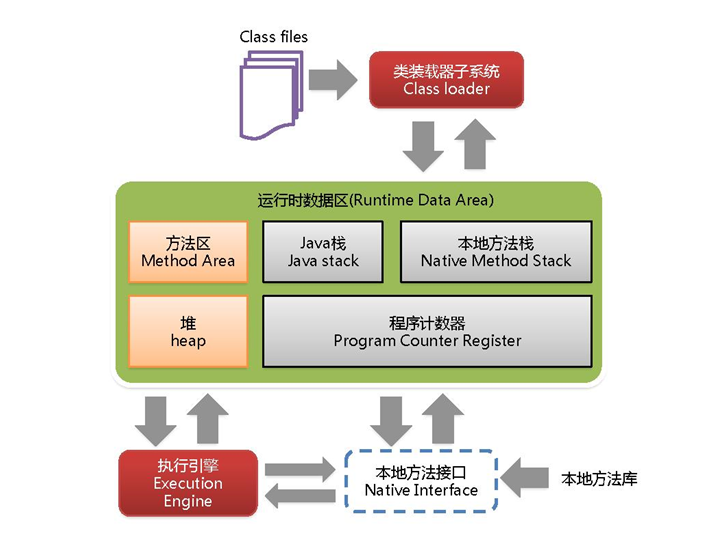 Class files
类装载器子系统
Class loader
运行时数据区(Runtime Data Area)
方法区
Method Area
Java栈
Java stack
本地方法栈
Native Method Stack
堆
heap
程序计数器
Program Counter Register
执行引擎
Execution
Engine
本地方法接口
Native Interface
本地方法库